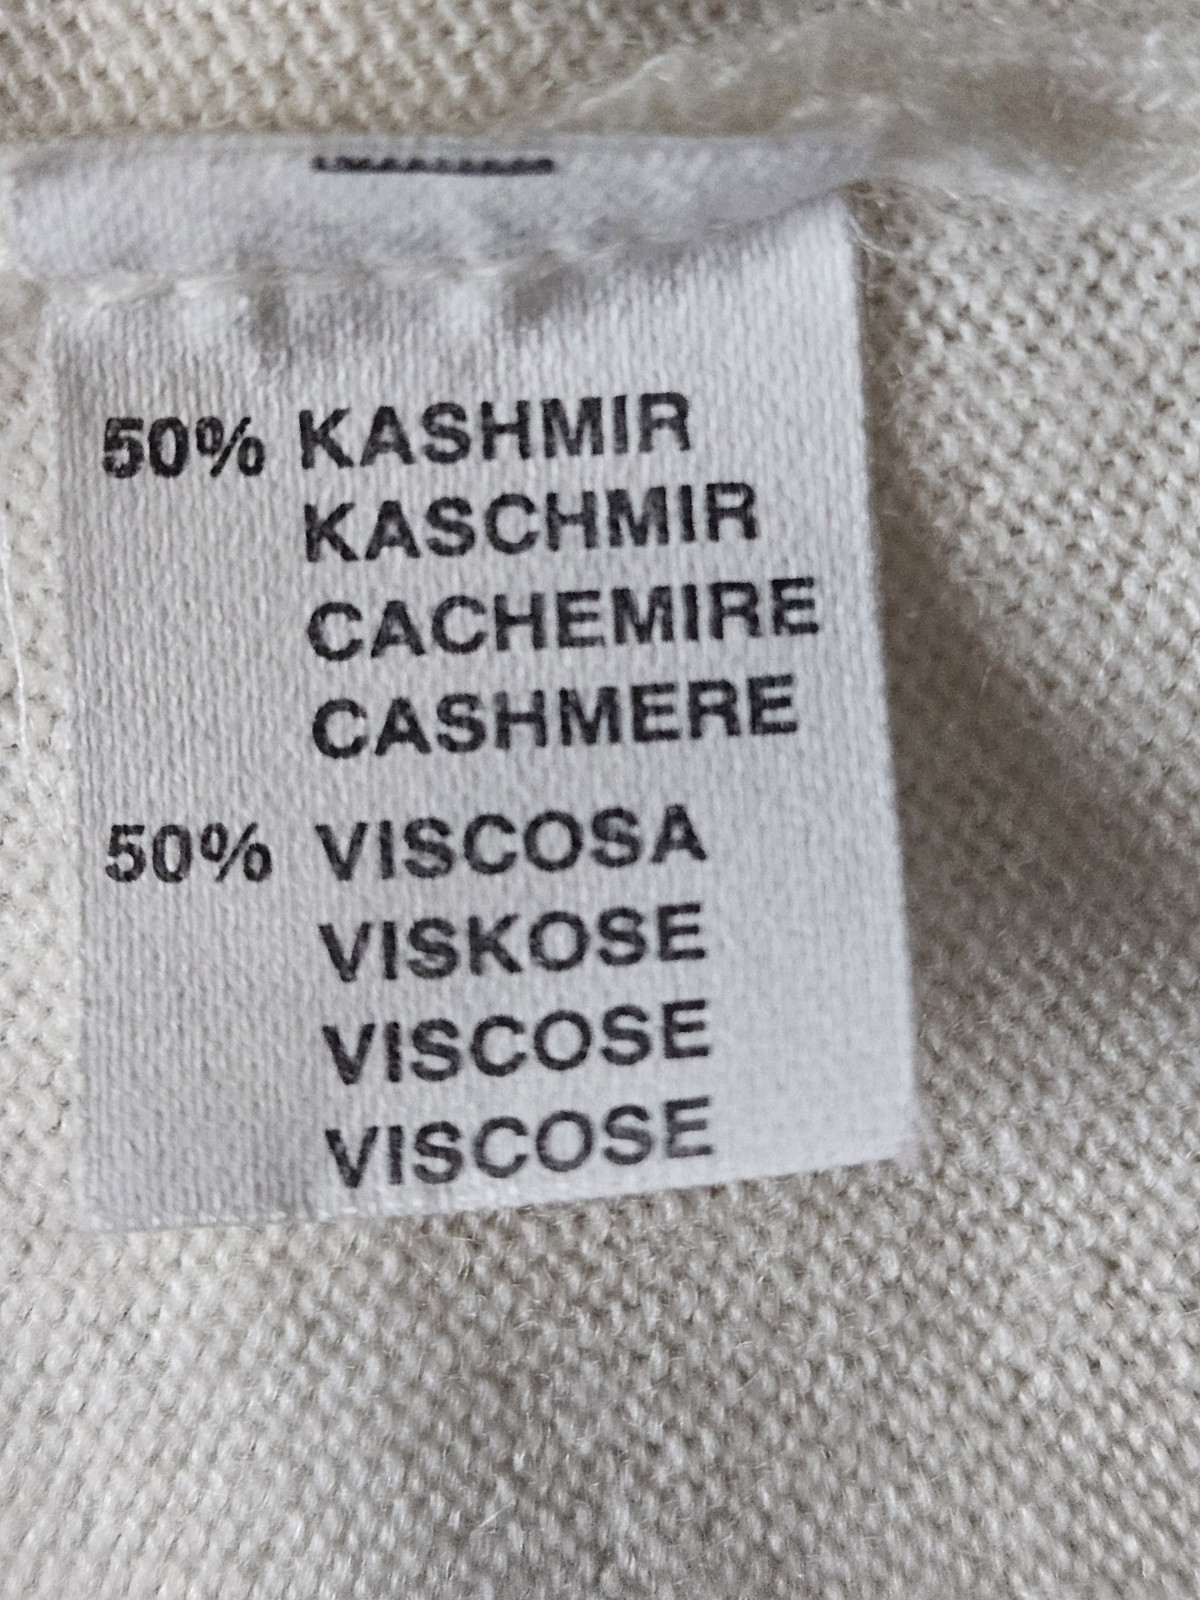 50% KASHMIR
KASCHMIR
CACHEMIRE
CASHMERE
50% VISCOSA
VISKOSE
VISCOSE
VISCOSE